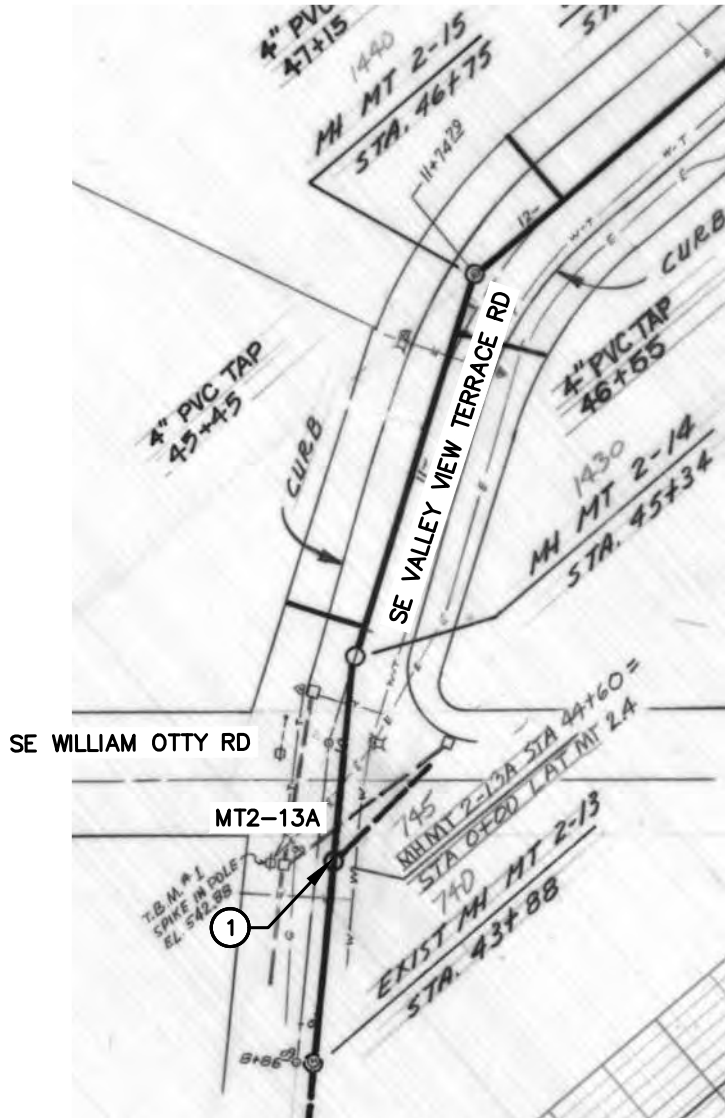 4" PVC
47+15
1440
MH MT 2-15
STA. 46+75
STA
11+74 79
12-
W-T
E
W-T
E
CURB
4" PVC TAP
45+45
CURB
SE VALLEY VIEW TERRACE RD
11-
4" PVC TAP
46+55
1430
MH MT 2-14
STA. 45+34
SE WILLIAM OTTY RD
MT2-13A
745
MH MT 2-13A STA 44+60 =
STA 0+00 LAT MT 2.4
740
EXIST MH MT 2-13
STA. 43+88
T.B.M. #1
SPIKE IN POLE
EL. 542.88
1
8+86